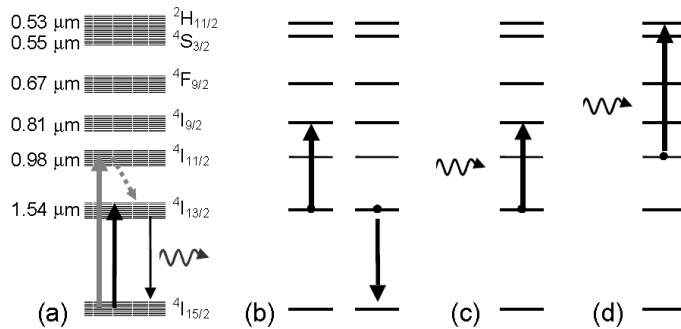 0.53 μm ²H₁₁/₂
0.55 μm ⁴S₃/₂
0.67 μm ⁴F₉/₂
0.81 μm ⁴I₉/₂
0.98 μm ⁴I₁₁/₂
1.54 μm ⁴I₁₃/₂
⁴I₁₅/₂
(a) (b) (c) (d)